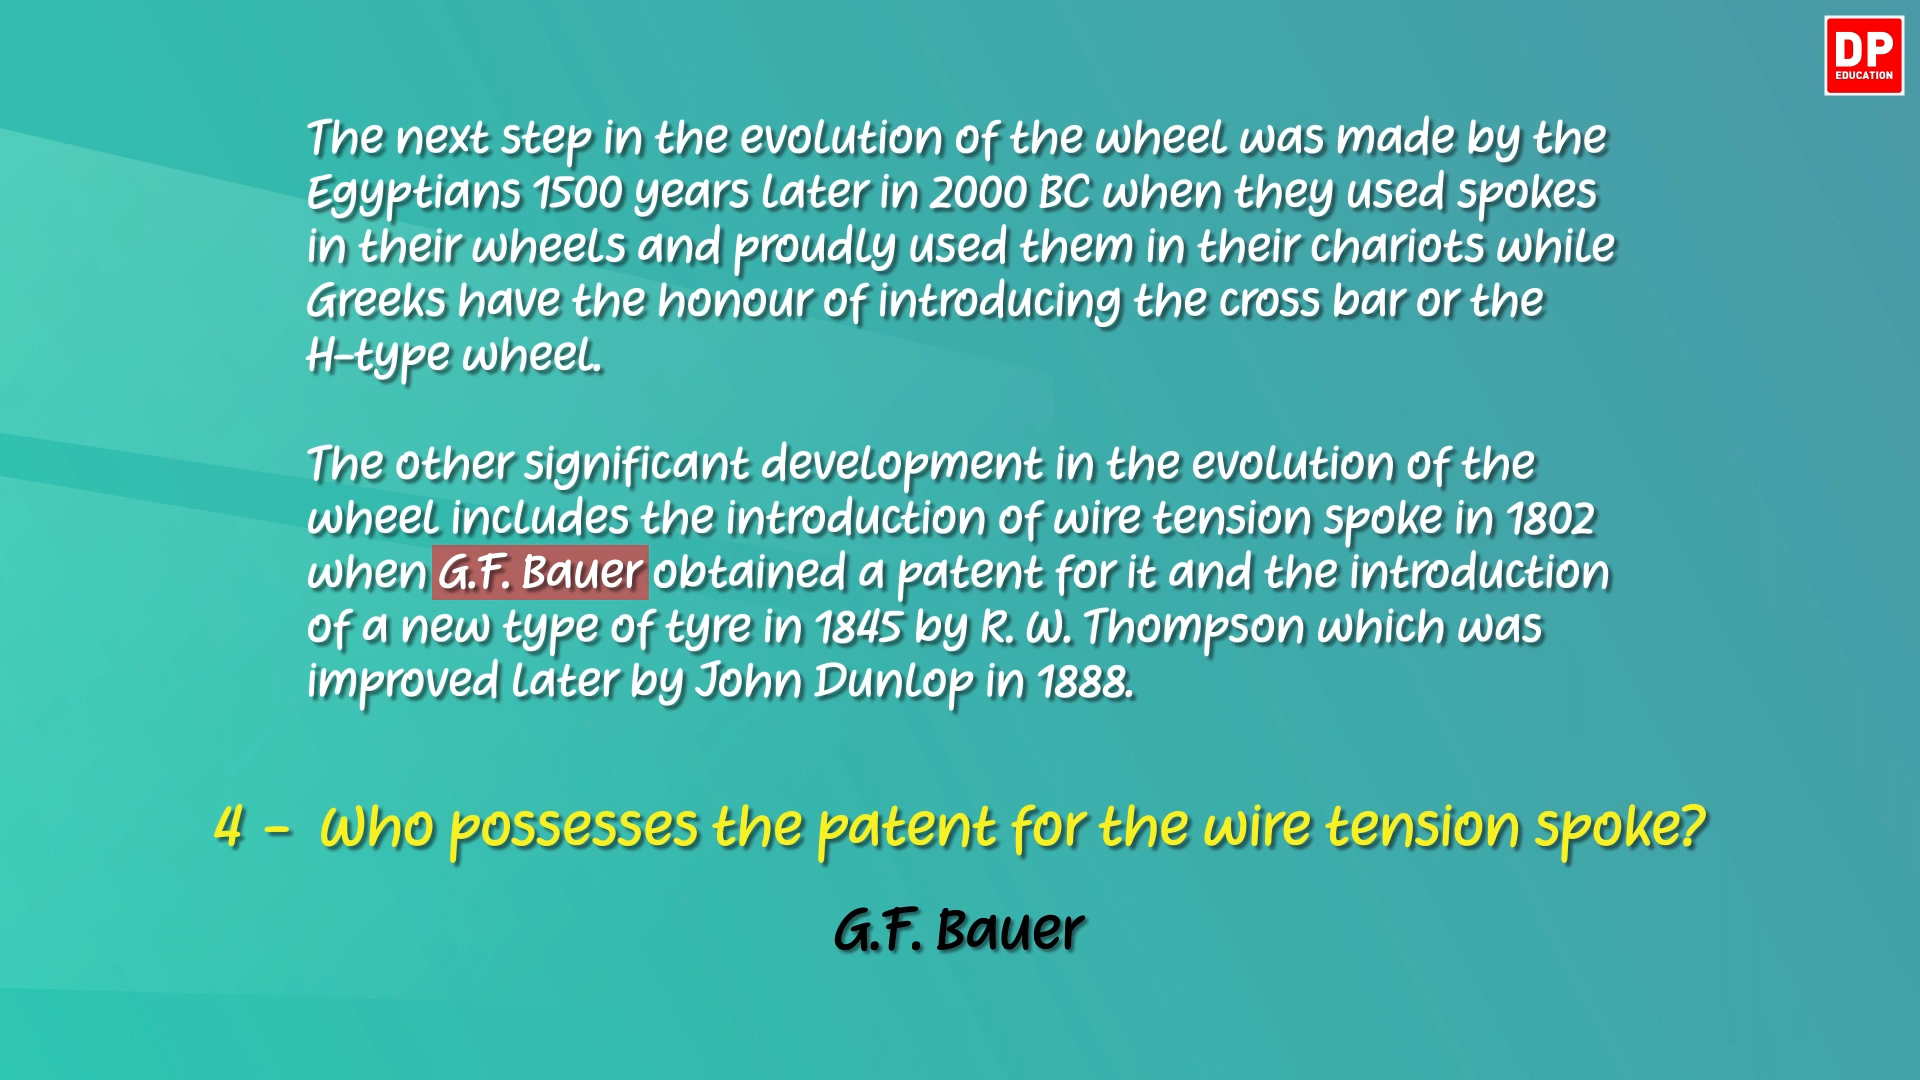 DP
EDUCATION
The next step in the evolution of the wheel was made by the
Egyptians 1500 years later in 2000 BC when they used spokes
in their wheels and proudly used them in their chariots while
Greeks have the honour of introducing the cross bar or the
H-type wheel.
The other significant development in the evolution of the
wheel includes the introduction of wire tension spoke in 1802
when G.F. Bauer obtained a patent for it and the introduction
of a new type of tyre in 1845 by R. W. Thompson which was
improved later by John Dunlop in 1888.
4 - Who possesses the patent for the wire tension spoke?
G.F. Bauer